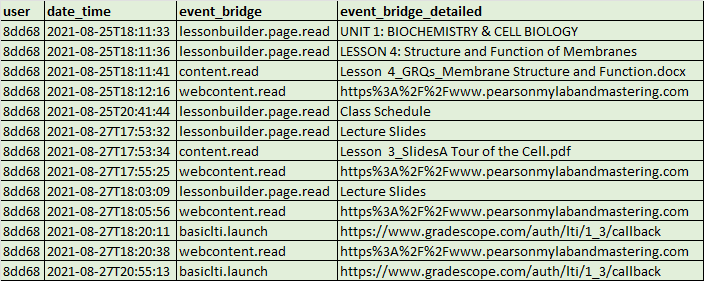 user date_time event_bridge event_bridge_detailed
8dd68 2021-08-25T18:11:33 lessonbuilder.page.read UNIT 1: BIOCHEMISTRY & CELL BIOLOGY
8dd68 2021-08-25T18:11:36 lessonbuilder.page.read LESSON 4: Structure and Function of Membranes
8dd68 2021-08-25T18:11:41 content.read Lesson 4_GRQs_Membrane Structure and Function.docx
8dd68 2021-08-25T18:12:16 webcontent.read https%3A%2F%2Fwww.pearsonmylabandmastering.com
8dd68 2021-08-25T20:41:44 lessonbuilder.page.read Class Schedule
8dd68 2021-08-27T17:53:32 lessonbuilder.page.read Lecture Slides
8dd68 2021-08-27T17:53:34 content.read Lesson 3_SlidesA Tour of the Cell.pdf
8dd68 2021-08-27T17:55:25 webcontent.read https%3A%2F%2Fwww.pearsonmylabandmastering.com
8dd68 2021-08-27T18:03:09 lessonbuilder.page.read Lecture Slides
8dd68 2021-08-27T18:05:56 webcontent.read https%3A%2F%2Fwww.pearsonmylabandmastering.com
8dd68 2021-08-27T18:20:11 basiclti.launch https://www.gradescope.com/auth/lti/1_3/callback
8dd68 2021-08-27T18:20:38 webcontent.read https%3A%2F%2Fwww.pearsonmylabandmastering.com
8dd68 2021-08-27T20:55:13 basiclti.launch https://www.gradescope.com/auth/lti/1_3/callback